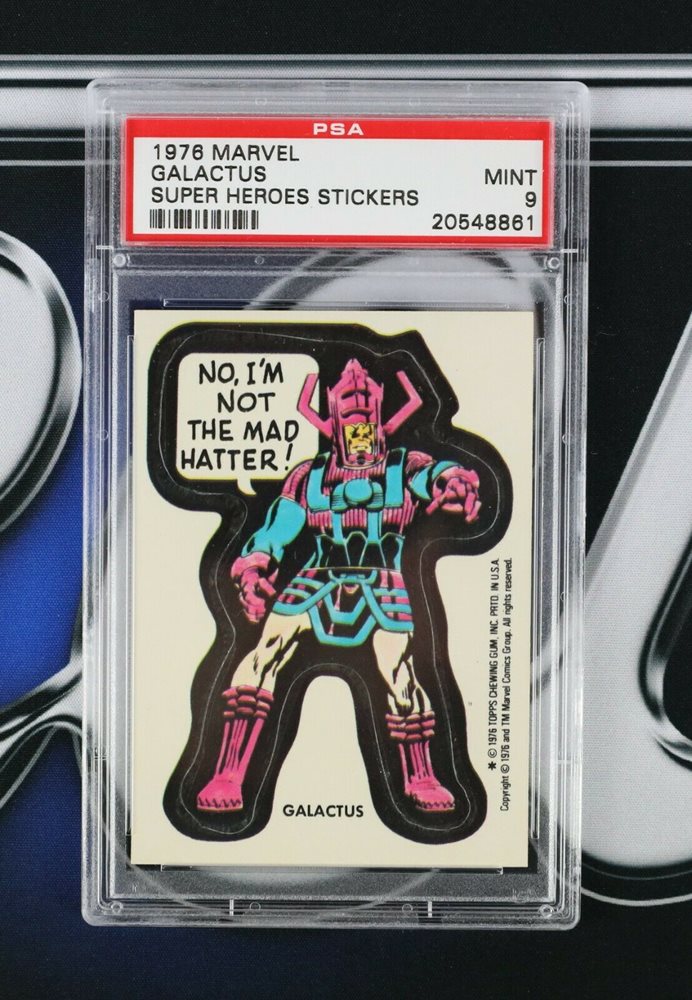 PSA
1976 MARVEL
GALACTUS
SUPER HEROES STICKERS
MINT
9
20548861
NO, I'M
NOT
THE MAD
HATTER!
GALACTUS
* © 1976 TOPPS CHEWING GUM, INC. PRTD. IN U.S.A.
Copyright © 1976 and TM Marvel Comics Group. All rights reserved.